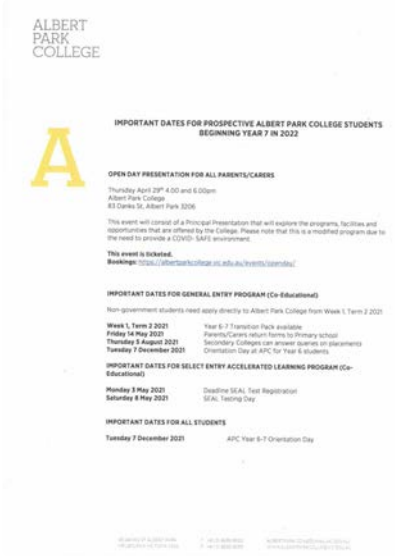 ALBERT
PARK
COLLEGE
IMPORTANT DATES FOR PROSPECTIVE ALBERT PARK COLLEGE STUDENTS
BEGINNING YEAR 7 IN 2022
A
OPEN DAY PRESENTATION FOR ALL PARENTS/CARERS
Thursday April 29th 4.00 and 6.00pm
Albert Park College
83 Danks St, Albert Park 3206
This event will consist of a Principal Presentation that will explore the programs, facilities and
opportunities that are offered by the College. Please note that this is a modified program due to
the need to provide a COVID- SAFE environment.
This event is ticketed.
Bookings: https://albertparkcollege.vic.edu.au/events/openday/
IMPORTANT DATES FOR GENERAL ENTRY PROGRAM (Co-Educational)
Non-government students need apply directly to Albert Park College from Week 1, Term 2 2021
Week 1, Term 2 2021 Year 6-7 Transition Pack available
Friday 14 May 2021 Parents/Carers return forms to Primary school
Thursday 5 August 2021 Secondary Colleges can answer queries on placements
Tuesday 7 December 2021 Orientation Day at APC for Year 6 students
IMPORTANT DATES FOR SELECT ENTRY ACCELERATED LEARNING PROGRAM (Co-
Educational)
Monday 3 May 2021 Deadline SEAL Test Registration
Saturday 8 May 2021 SEAL Testing Day
IMPORTANT DATES FOR ALL STUDENTS
Tuesday 7 December 2021 APC Year 6-7 Orientation Day